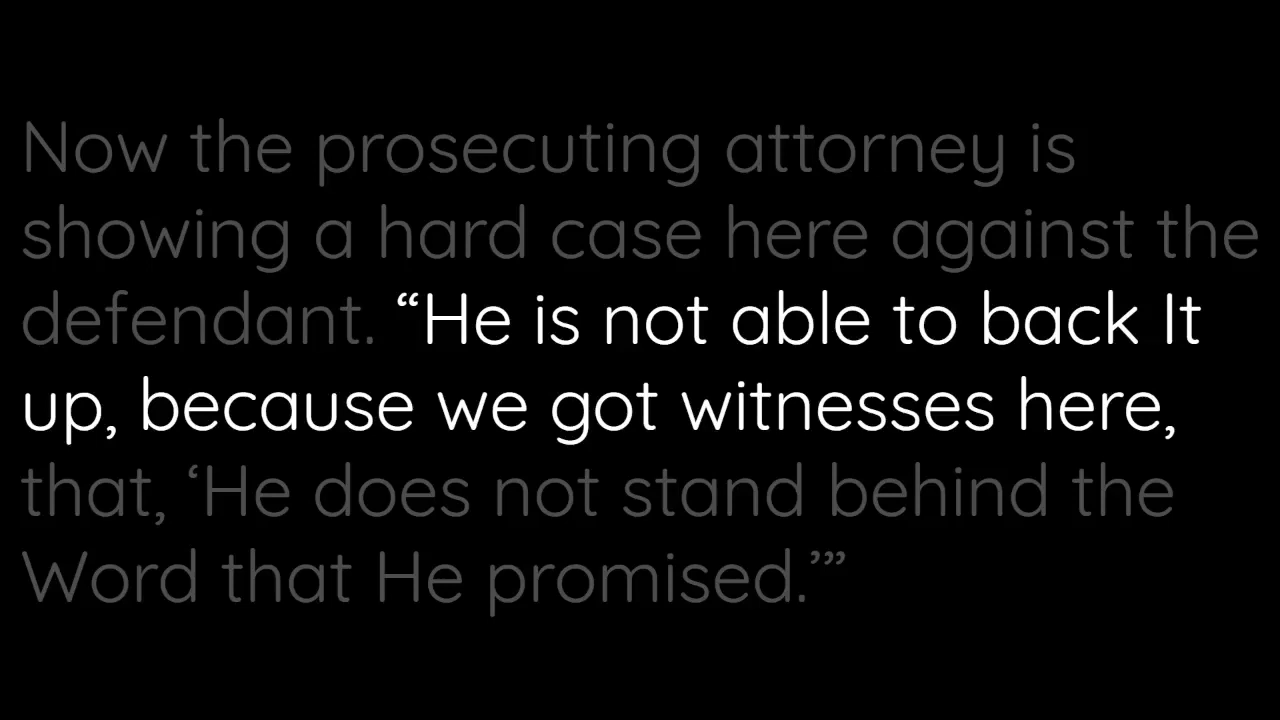 Now the prosecuting attorney is
showing a hard case here against the
defendant. “He is not able to back It
up, because we got witnesses here,
that, ‘He does not stand behind the
Word that He promised.’”